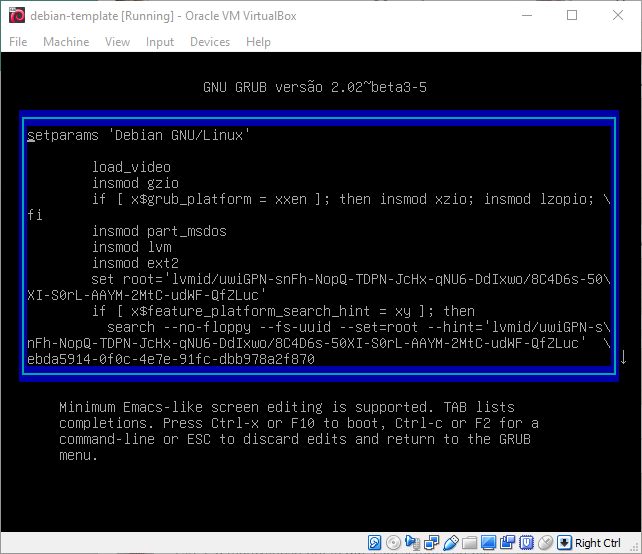 debian-template [Running] - Oracle VM VirtualBox
File Machine View Input Devices Help
GNU GRUB versão 2.02~beta3-5
setparams 'Debian GNU/Linux'
load_video
insmod gzio
if [ x$grub_platform = xxen ]; then insmod xzio; insmod lzopio; \
fi
insmod part_msdos
insmod lvm
insmod ext2
set root='lvmid/uwiGPN-snFh-NopQ-TDPN-JcHx-qNU6-DdIxwo/8C4D6s-50\
XI-S0rL-AAYM-2MtC-udWF-QfZLuc'
if [ x$feature_platform_search_hint = xy ]; then
search --no-floppy --fs-uuid --set=root --hint='lvmid/uwiGPN-s\
nFh-NopQ-TDPN-JcHx-qNU6-DdIxwo/8C4D6s-50XI-S0rL-AAYM-2MtC-udWF-QfZLuc' \
ebda5914-0f0c-4e7e-91fc-dbb978a2f870
Minimum Emacs-like screen editing is supported. TAB lists
completions. Press Ctrl-x or F10 to boot, Ctrl-c or F2 for a
command-line or ESC to discard edits and return to the GRUB
menu.
Right Ctrl